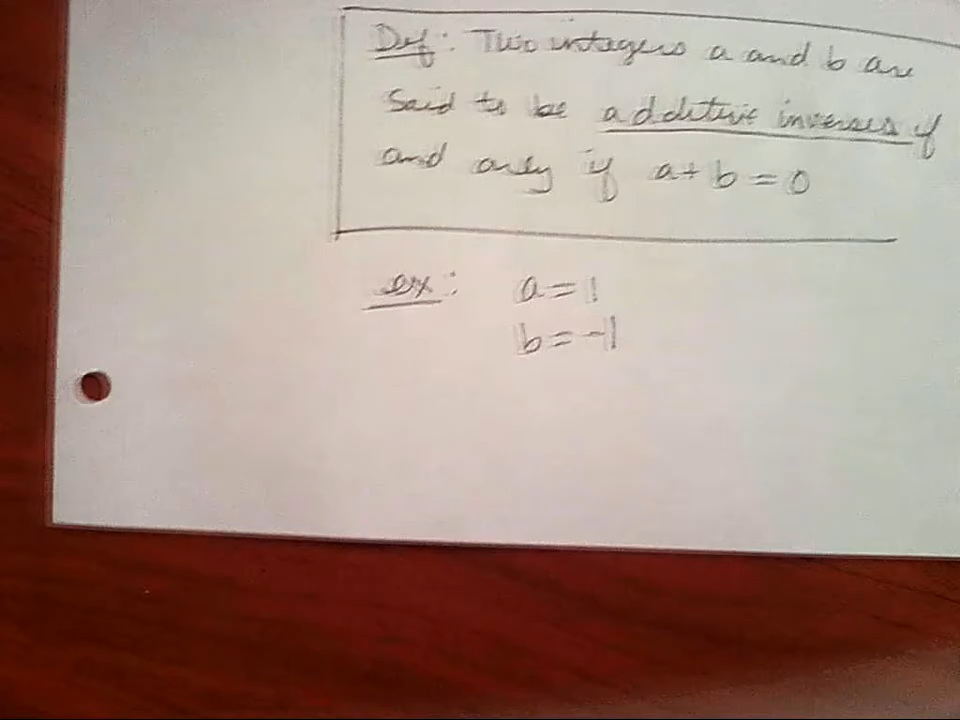 Def: Two integers a and b are
said to be additive inverses if
and only if a + b = 0
ex: a = 1
b = -1